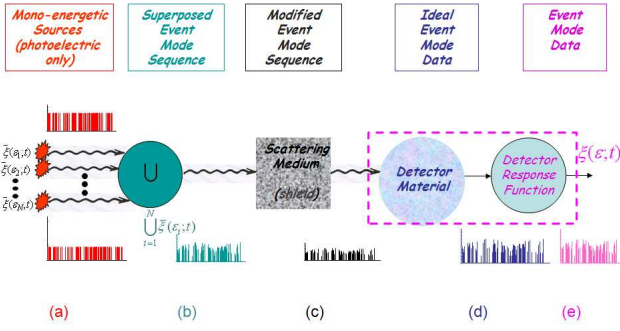 Mono-energetic
Sources
(photoelectric
only)
Superposed
Event
Mode
Sequence
Modified
Event
Mode
Sequence
Ideal
Event
Mode
Data
Event
Mode
Data
ξ̄(ε₁;t)
ξ̄(ε₂;t)
ξ̄(ε_N;t)
∪
Scattering
Medium
(shield)
Detector
Material
Detector
Response
Function
ξ(ε;t)
N
⋃ ξ̄(εᵢ;t)
i=1
(a) (b) (c) (d) (e)